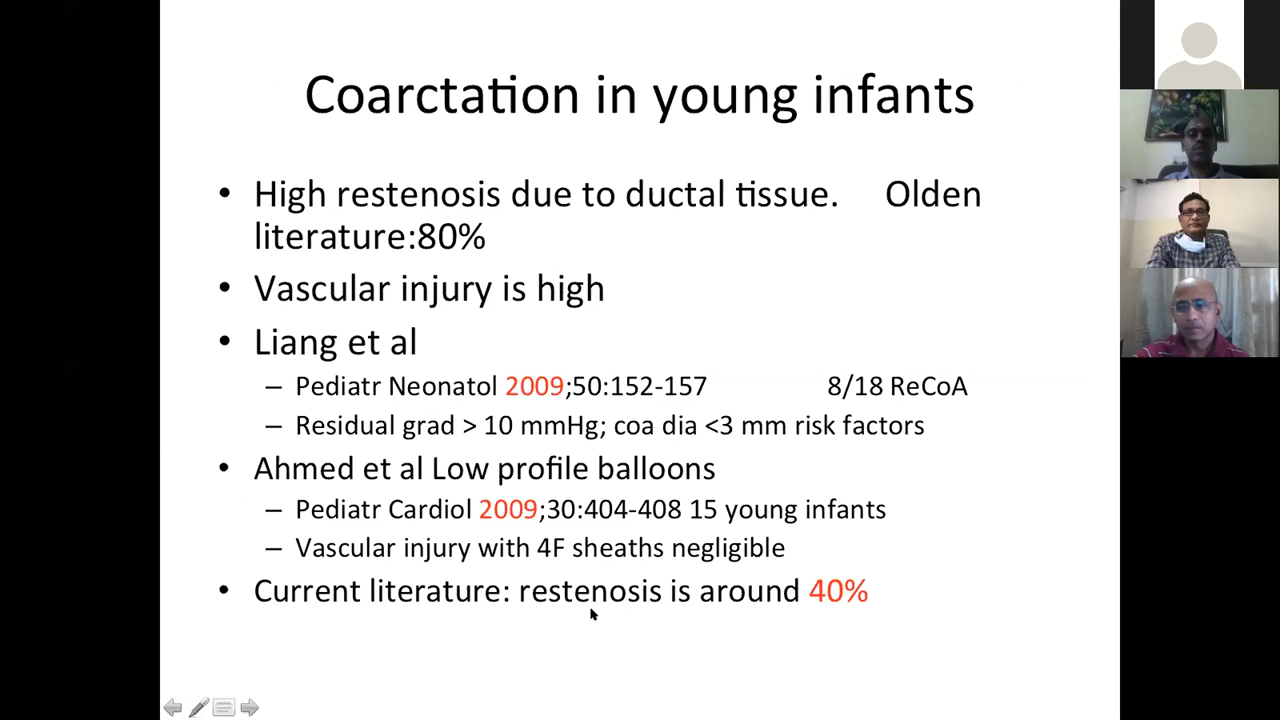 Coarctation in young infants
• High restenosis due to ductal tissue. Olden
literature:80%
• Vascular injury is high
• Liang et al
– Pediatr Neonatol 2009;50:152-157 8/18 ReCoA
– Residual grad > 10 mmHg; coa dia <3 mm risk factors
• Ahmed et al Low profile balloons
– Pediatr Cardiol 2009;30:404-408 15 young infants
– Vascular injury with 4F sheaths negligible
• Current literature: restenosis is around 40%